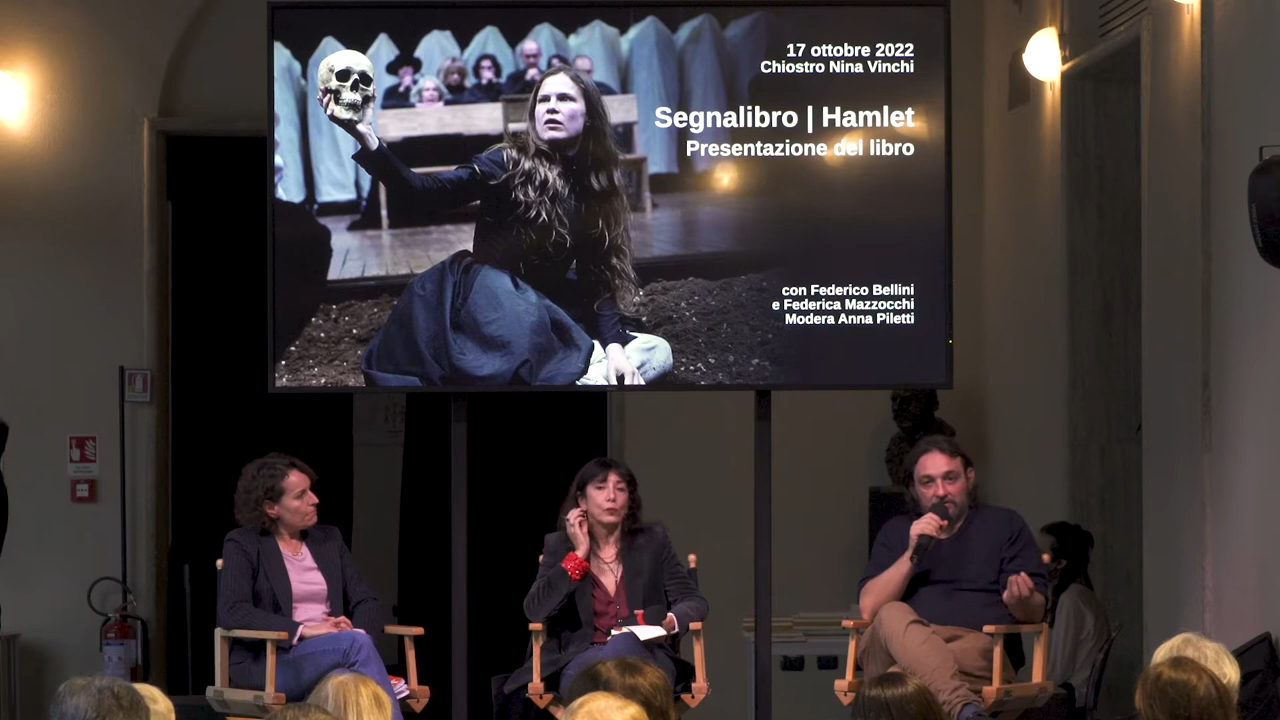 17 ottobre 2022
Chiostro Nina Vinchi
Segnalibro | Hamlet
Presentazione del libro
con Federico Bellini
e Federica Mazzocchi
Modera Anna Piletti